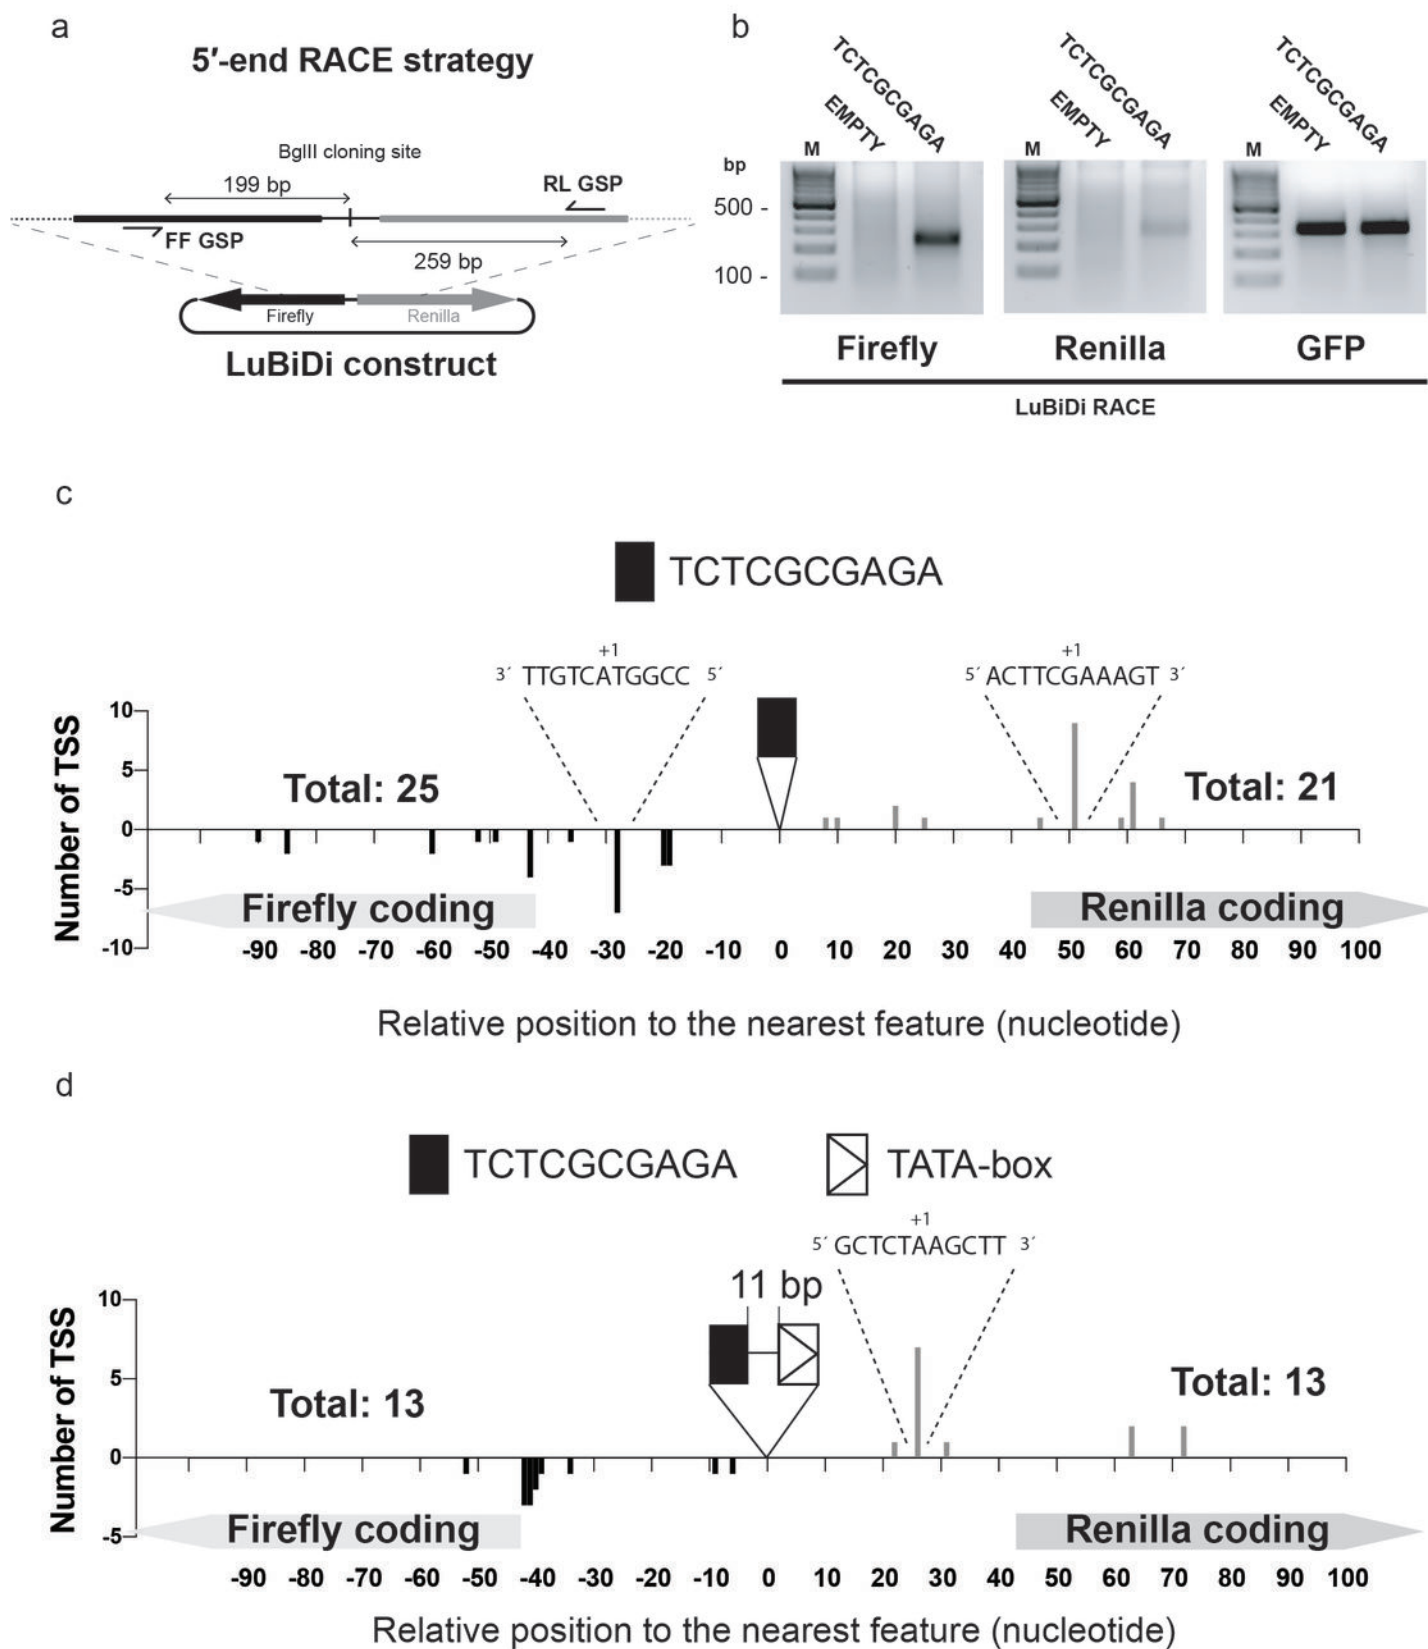 a
5′-end RACE strategy
BglII cloning site
199 bp
RL GSP
FF GSP
259 bp
Firefly
Renilla
LuBiDi construct
b
EMPTY TCTCGCGAGA EMPTY TCTCGCGAGA EMPTY TCTCGCGAGA
M M M
bp
500 -
100 -
Firefly Renilla GFP
LuBiDi RACE
c
TCTCGCGAGA
+1 +1
3′ TTGTCATGGCC 5′ 5′ ACTTCGAAAGT 3′
Number of TSS
10
5
0
-5
-10
Total: 25 Total: 21
Firefly coding Renilla coding
-90 -80 -70 -60 -50 -40 -30 -20 -10 0 10 20 30 40 50 60 70 80 90 100
Relative position to the nearest feature (nucleotide)
d
TCTCGCGAGA TATA-box
+1
5′ GCTCTAAGCTT 3′
11 bp
Number of TSS
10
5
0
-5
Total: 13 Total: 13
Firefly coding Renilla coding
-90 -80 -70 -60 -50 -40 -30 -20 -10 0 10 20 30 40 50 60 70 80 90 100
Relative position to the nearest feature (nucleotide)